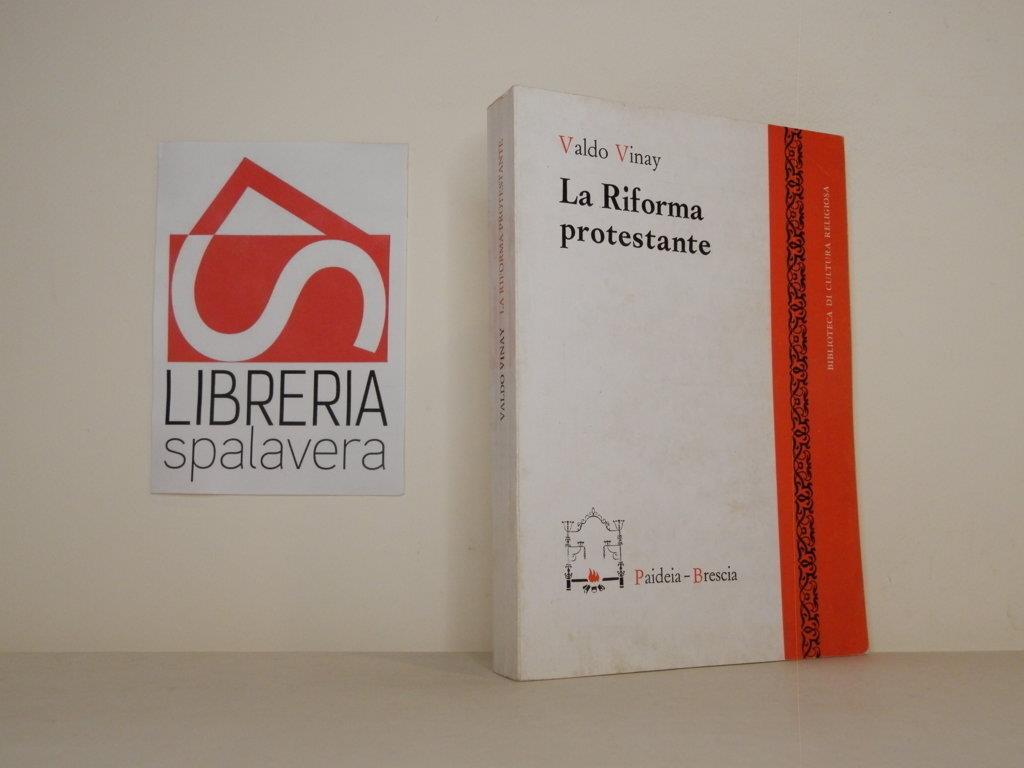 LIBRERIA
spalavera
VALDO VINAY LA RIFORMA PROTESTANTE
Valdo Vinay
La Riforma
protestante
Paideia - Brescia
BIBLIOTECA DI CULTURA RELIGIOSA